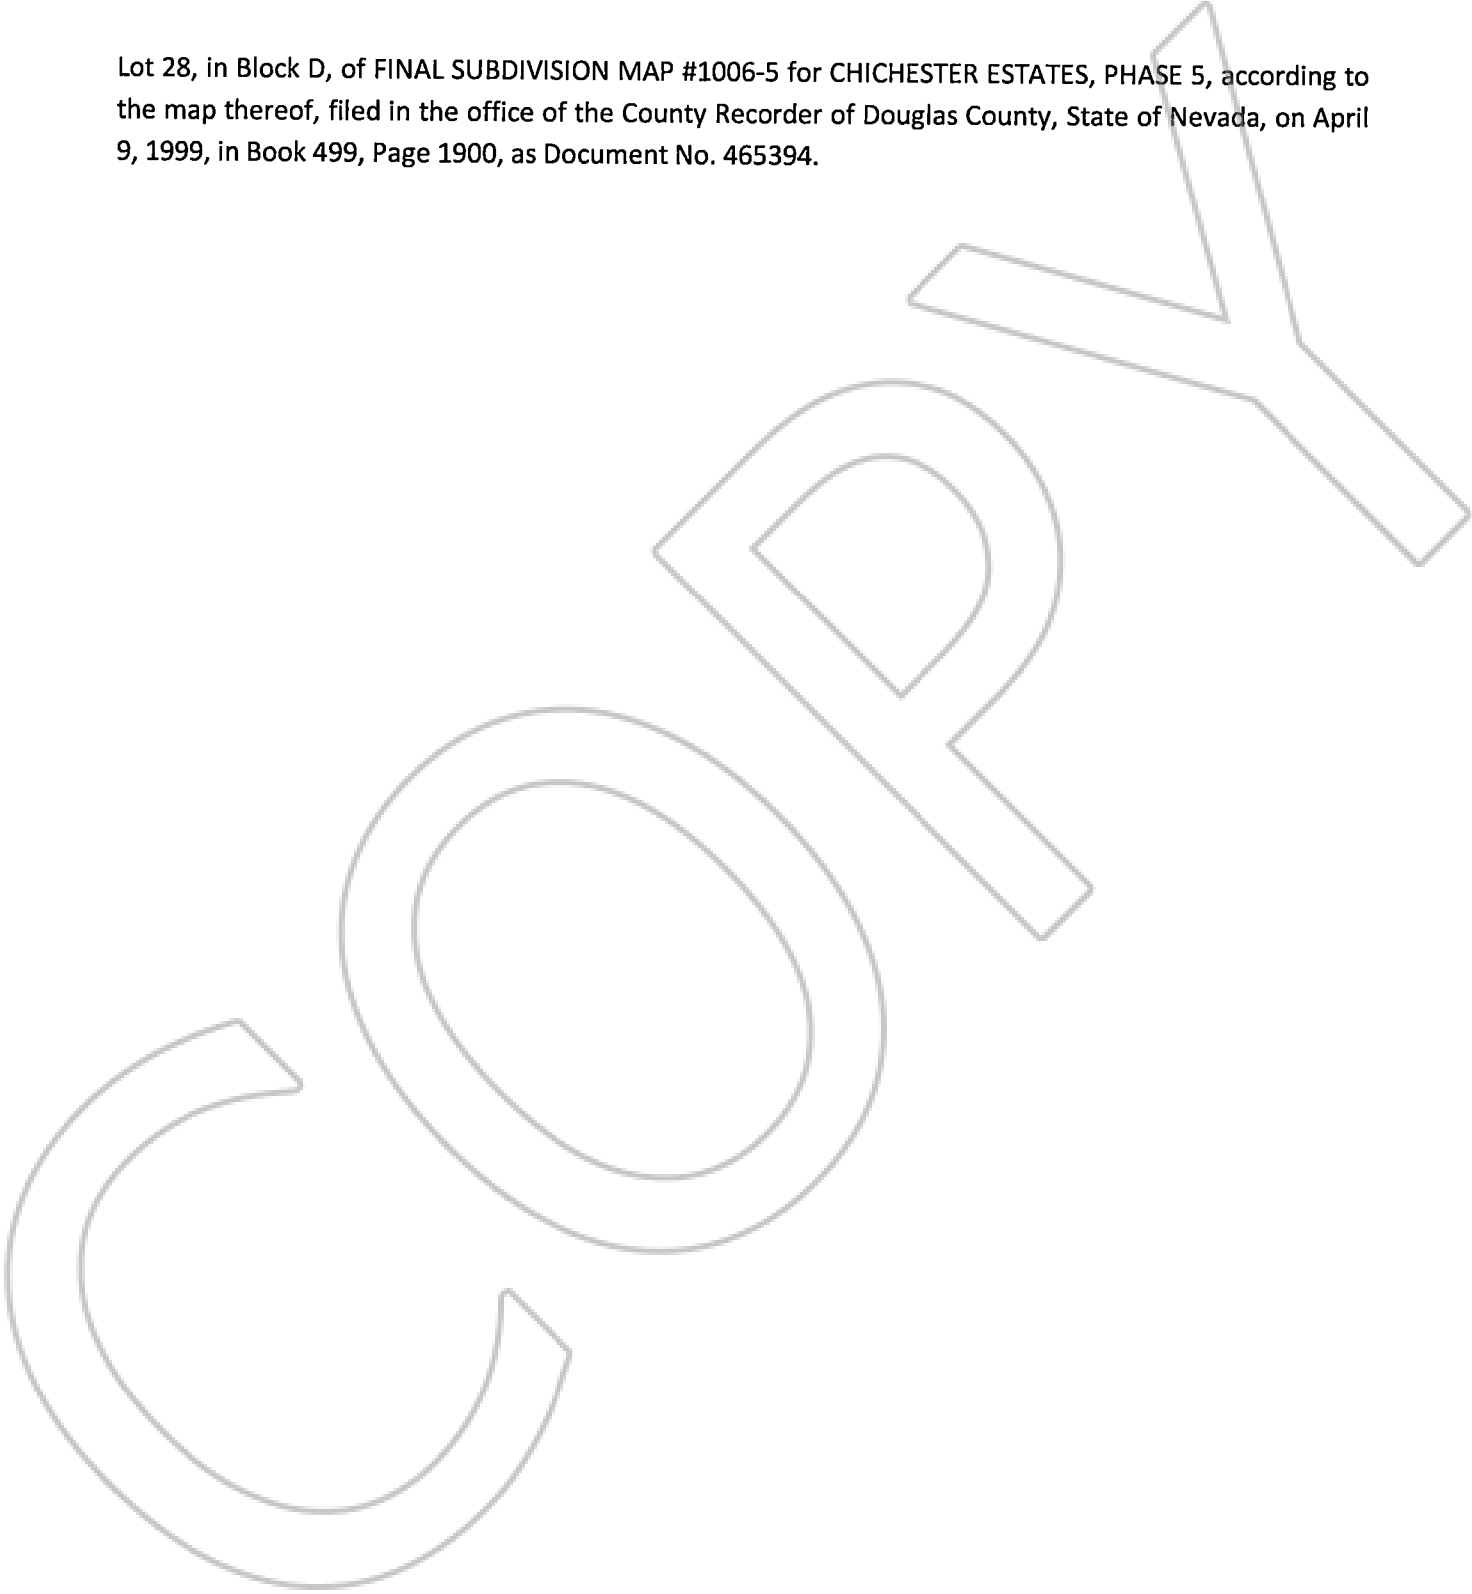 Lot 28, in Block D, of FINAL SUBDIVISION MAP #1006-5 for CHICHESTER ESTATES, PHASE 5, according to
the map thereof, filed in the office of the County Recorder of Douglas County, State of Nevada, on April
9, 1999, in Book 499, Page 1900, as Document No. 465394.
COPY